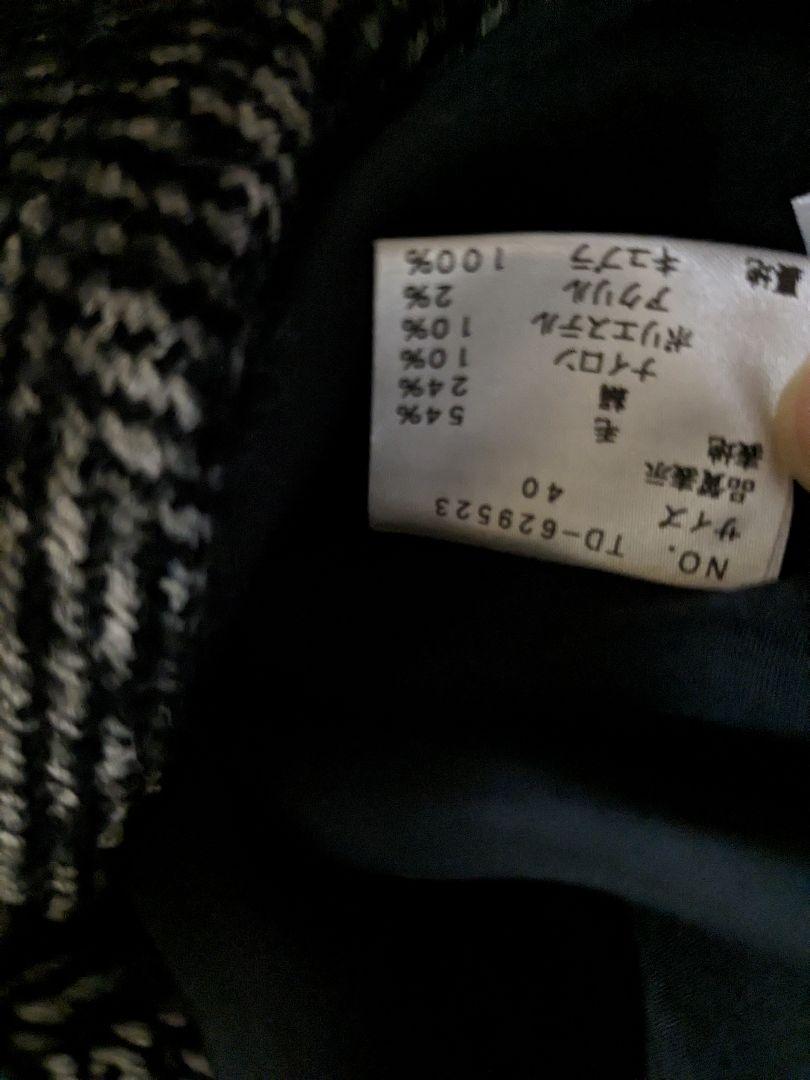 NO. TD-629523
サイズ 40
品質表示
表地
毛 54%
絹 24%
ナイロン 10%
ポリエステル 10%
アクリル 2%
裏地 キュプラ 100%